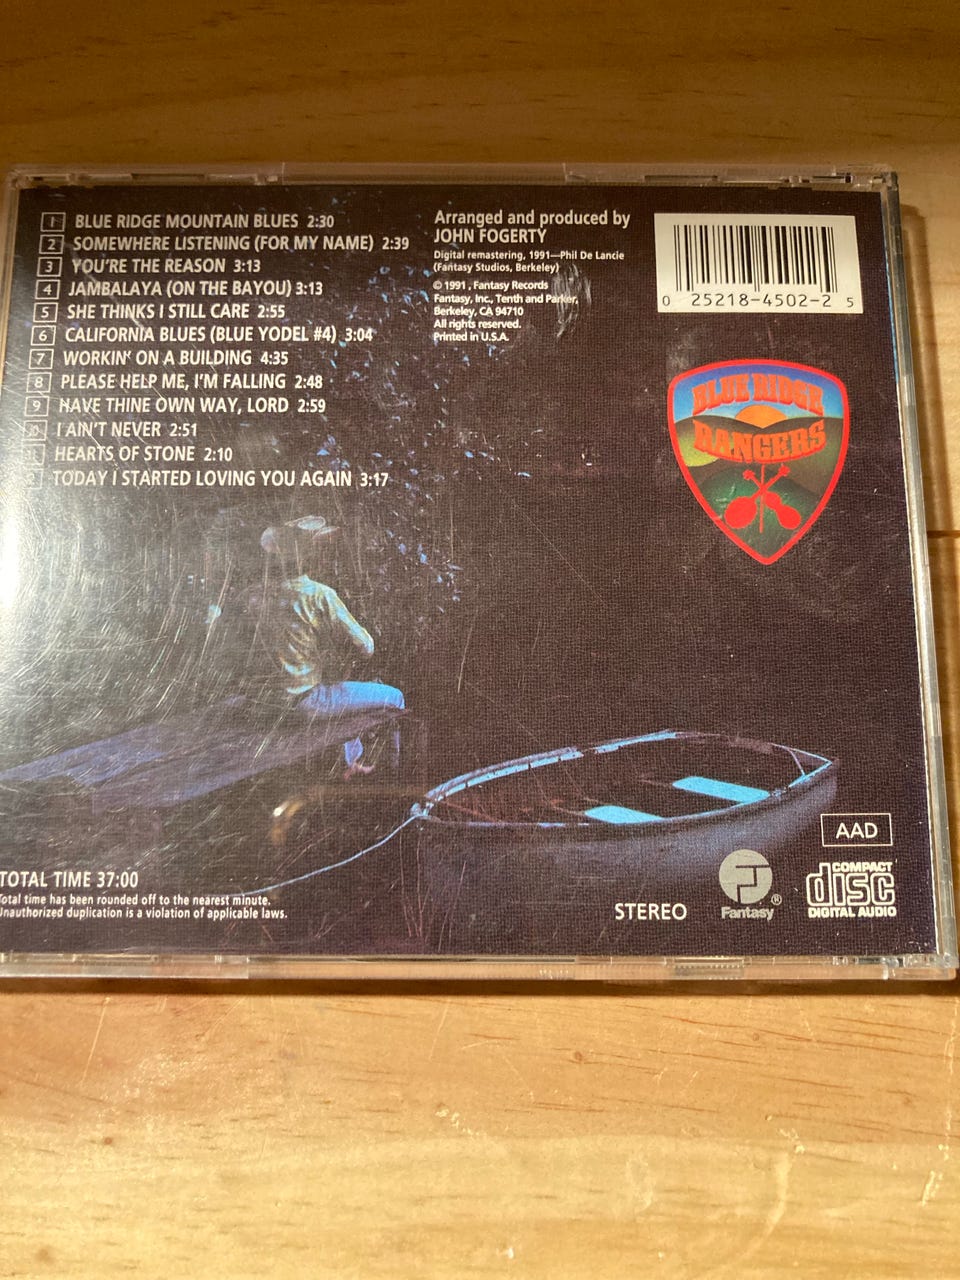 1 BLUE RIDGE MOUNTAIN BLUES 2:30
2 SOMEWHERE LISTENING (FOR MY NAME) 2:39
3 YOU'RE THE REASON 3:13
4 JAMBALAYA (ON THE BAYOU) 3:13
5 SHE THINKS I STILL CARE 2:55
6 CALIFORNIA BLUES (BLUE YODEL #4) 3:04
7 WORKIN' ON A BUILDING 4:35
8 PLEASE HELP ME, I'M FALLING 2:48
9 HAVE THINE OWN WAY, LORD 2:59
10 I AIN'T NEVER 2:51
11 HEARTS OF STONE 2:10
TODAY I STARTED LOVING YOU AGAIN 3:17
Arranged and produced by
JOHN FOGERTY
Digital remastering, 1991—Phil De Lancie
(Fantasy Studios, Berkeley)
© 1991, Fantasy Records
Fantasy, Inc., Tenth and Parker,
Berkeley, CA 94710
All rights reserved.
Printed in U.S.A.
0 25218-4502-2 5
BLUE RIDGE
RANGERS
TOTAL TIME 37:00
Total time has been rounded off to the nearest minute.
Unauthorized duplication is a violation of applicable laws.
STEREO
Fantasy®
AAD
COMPACT
disc
DIGITAL AUDIO